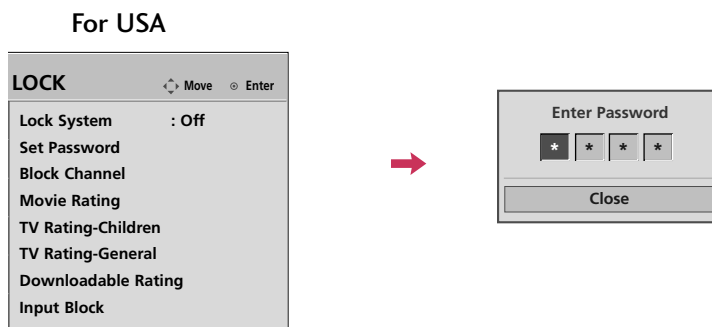 For USA
LOCK Move Enter
Lock System : Off
Set Password
Block Channel
Movie Rating
TV Rating-Children
TV Rating-General
Downloadable Rating
Input Block
Enter Password
* * * *
Close